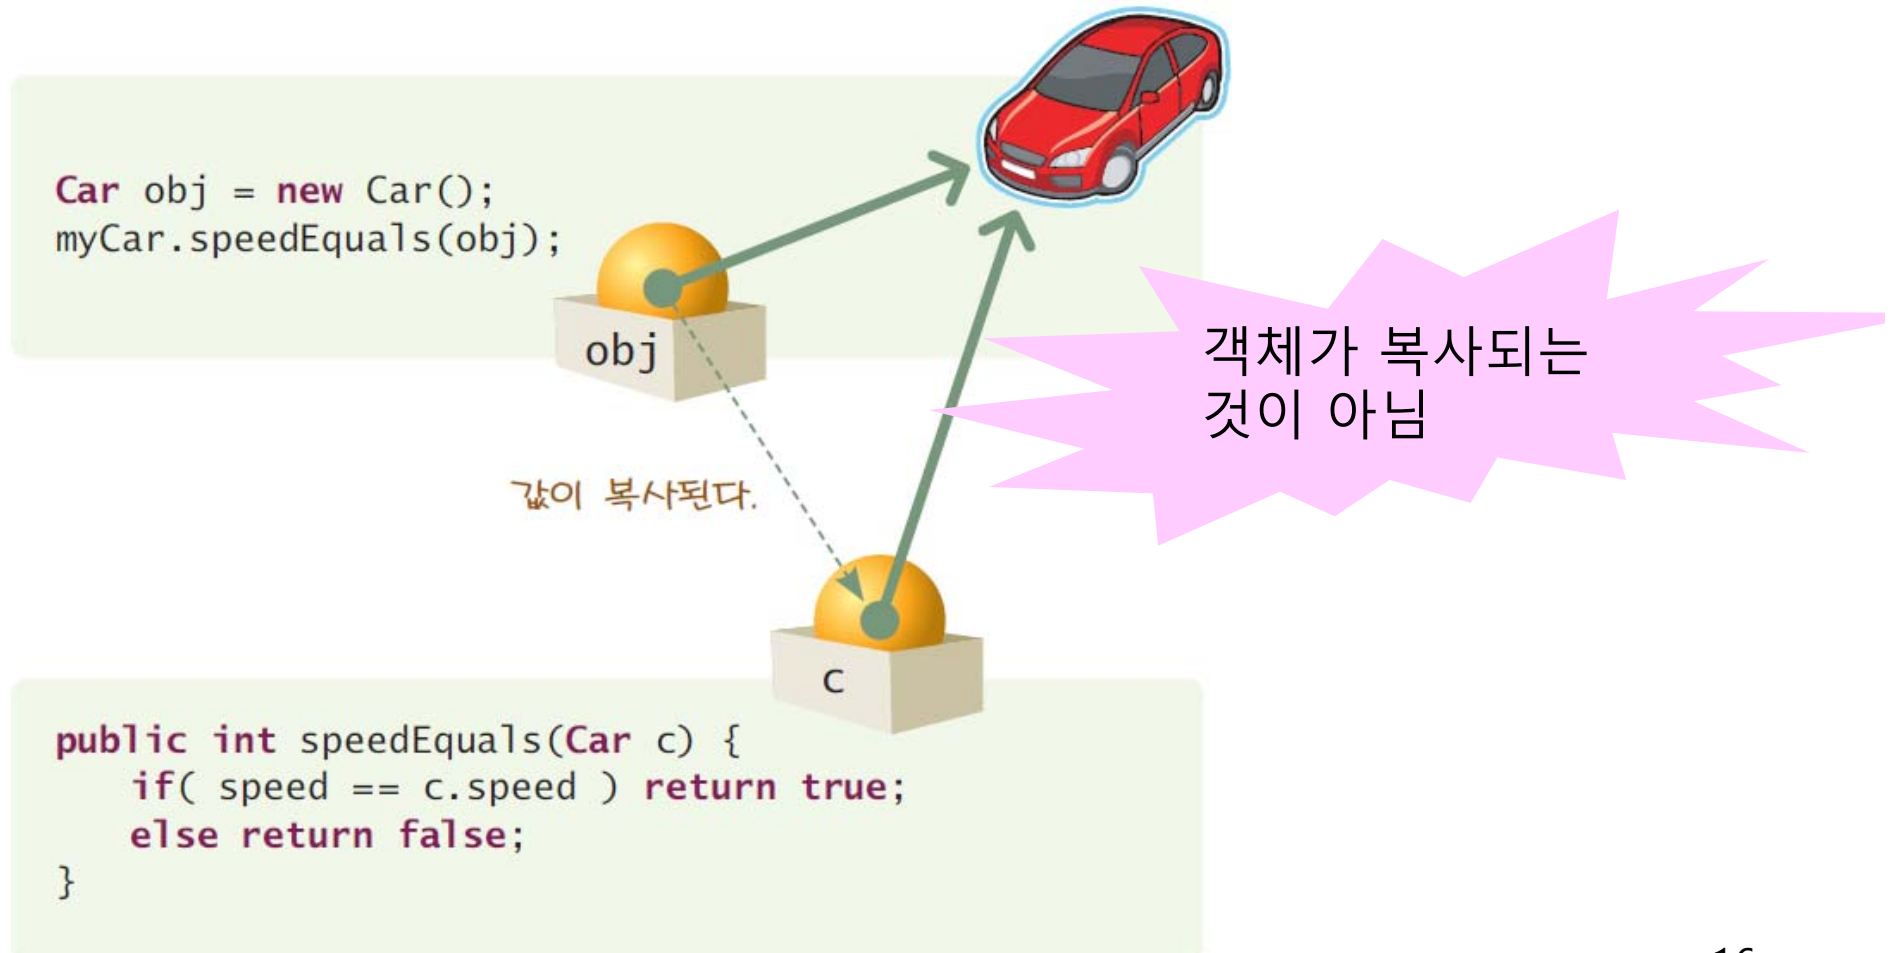 Car obj = new Car();
myCar.speedEquals(obj);
obj
객체가 복사되는
것이 아님
값이 복사된다.
c
public int speedEquals(Car c) {
if( speed == c.speed ) return true;
else return false;
}